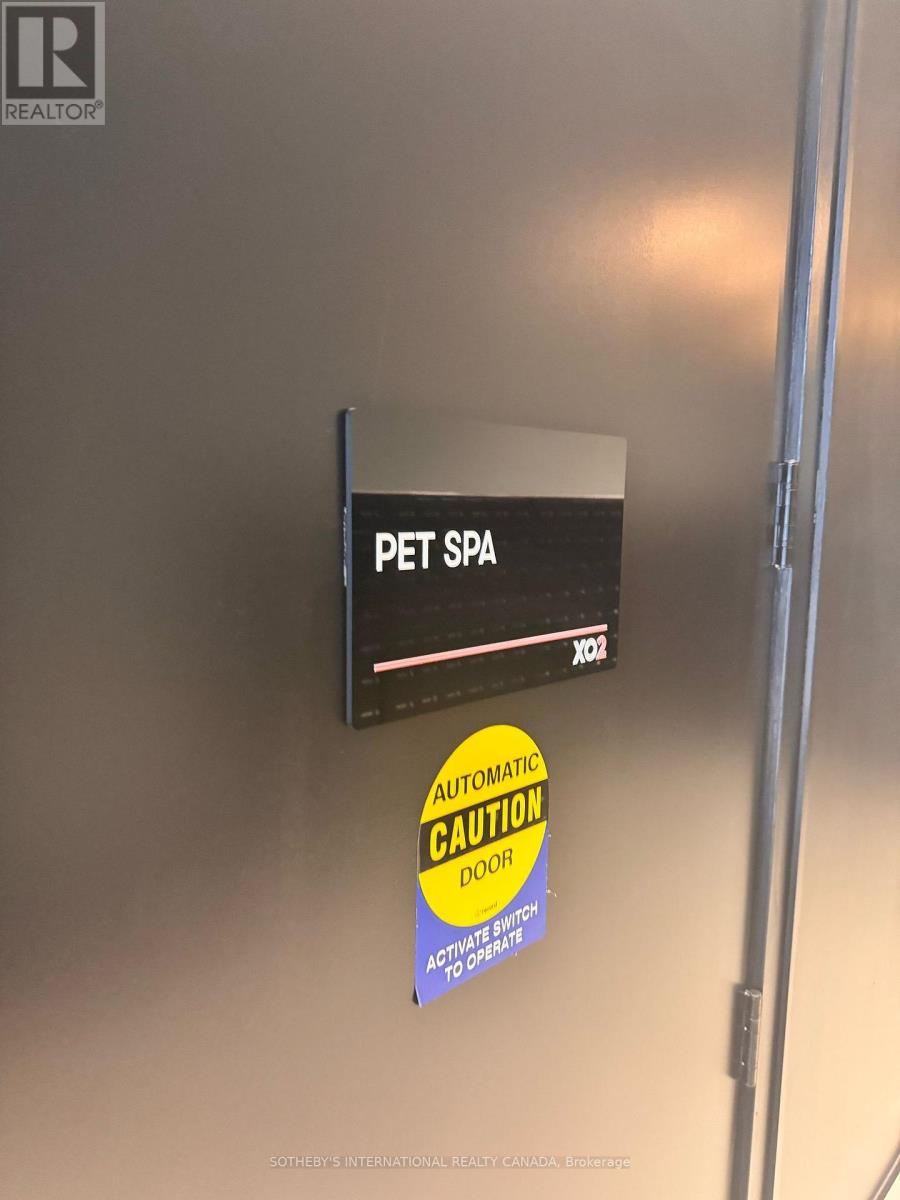 R
REALTOR®
PET SPA
XO2
AUTOMATIC
CAUTION
DOOR
ACTIVATE SWITCH
TO OPERATE
SOTHEBY'S INTERNATIONAL REALTY CANADA, Brokerage